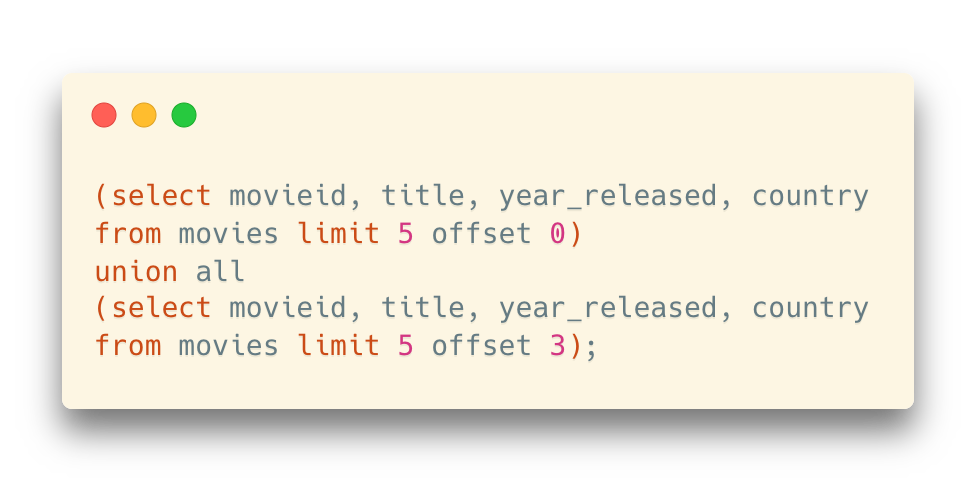 (select movieid, title, year_released, country
from movies limit 5 offset 0)
union all
(select movieid, title, year_released, country
from movies limit 5 offset 3);